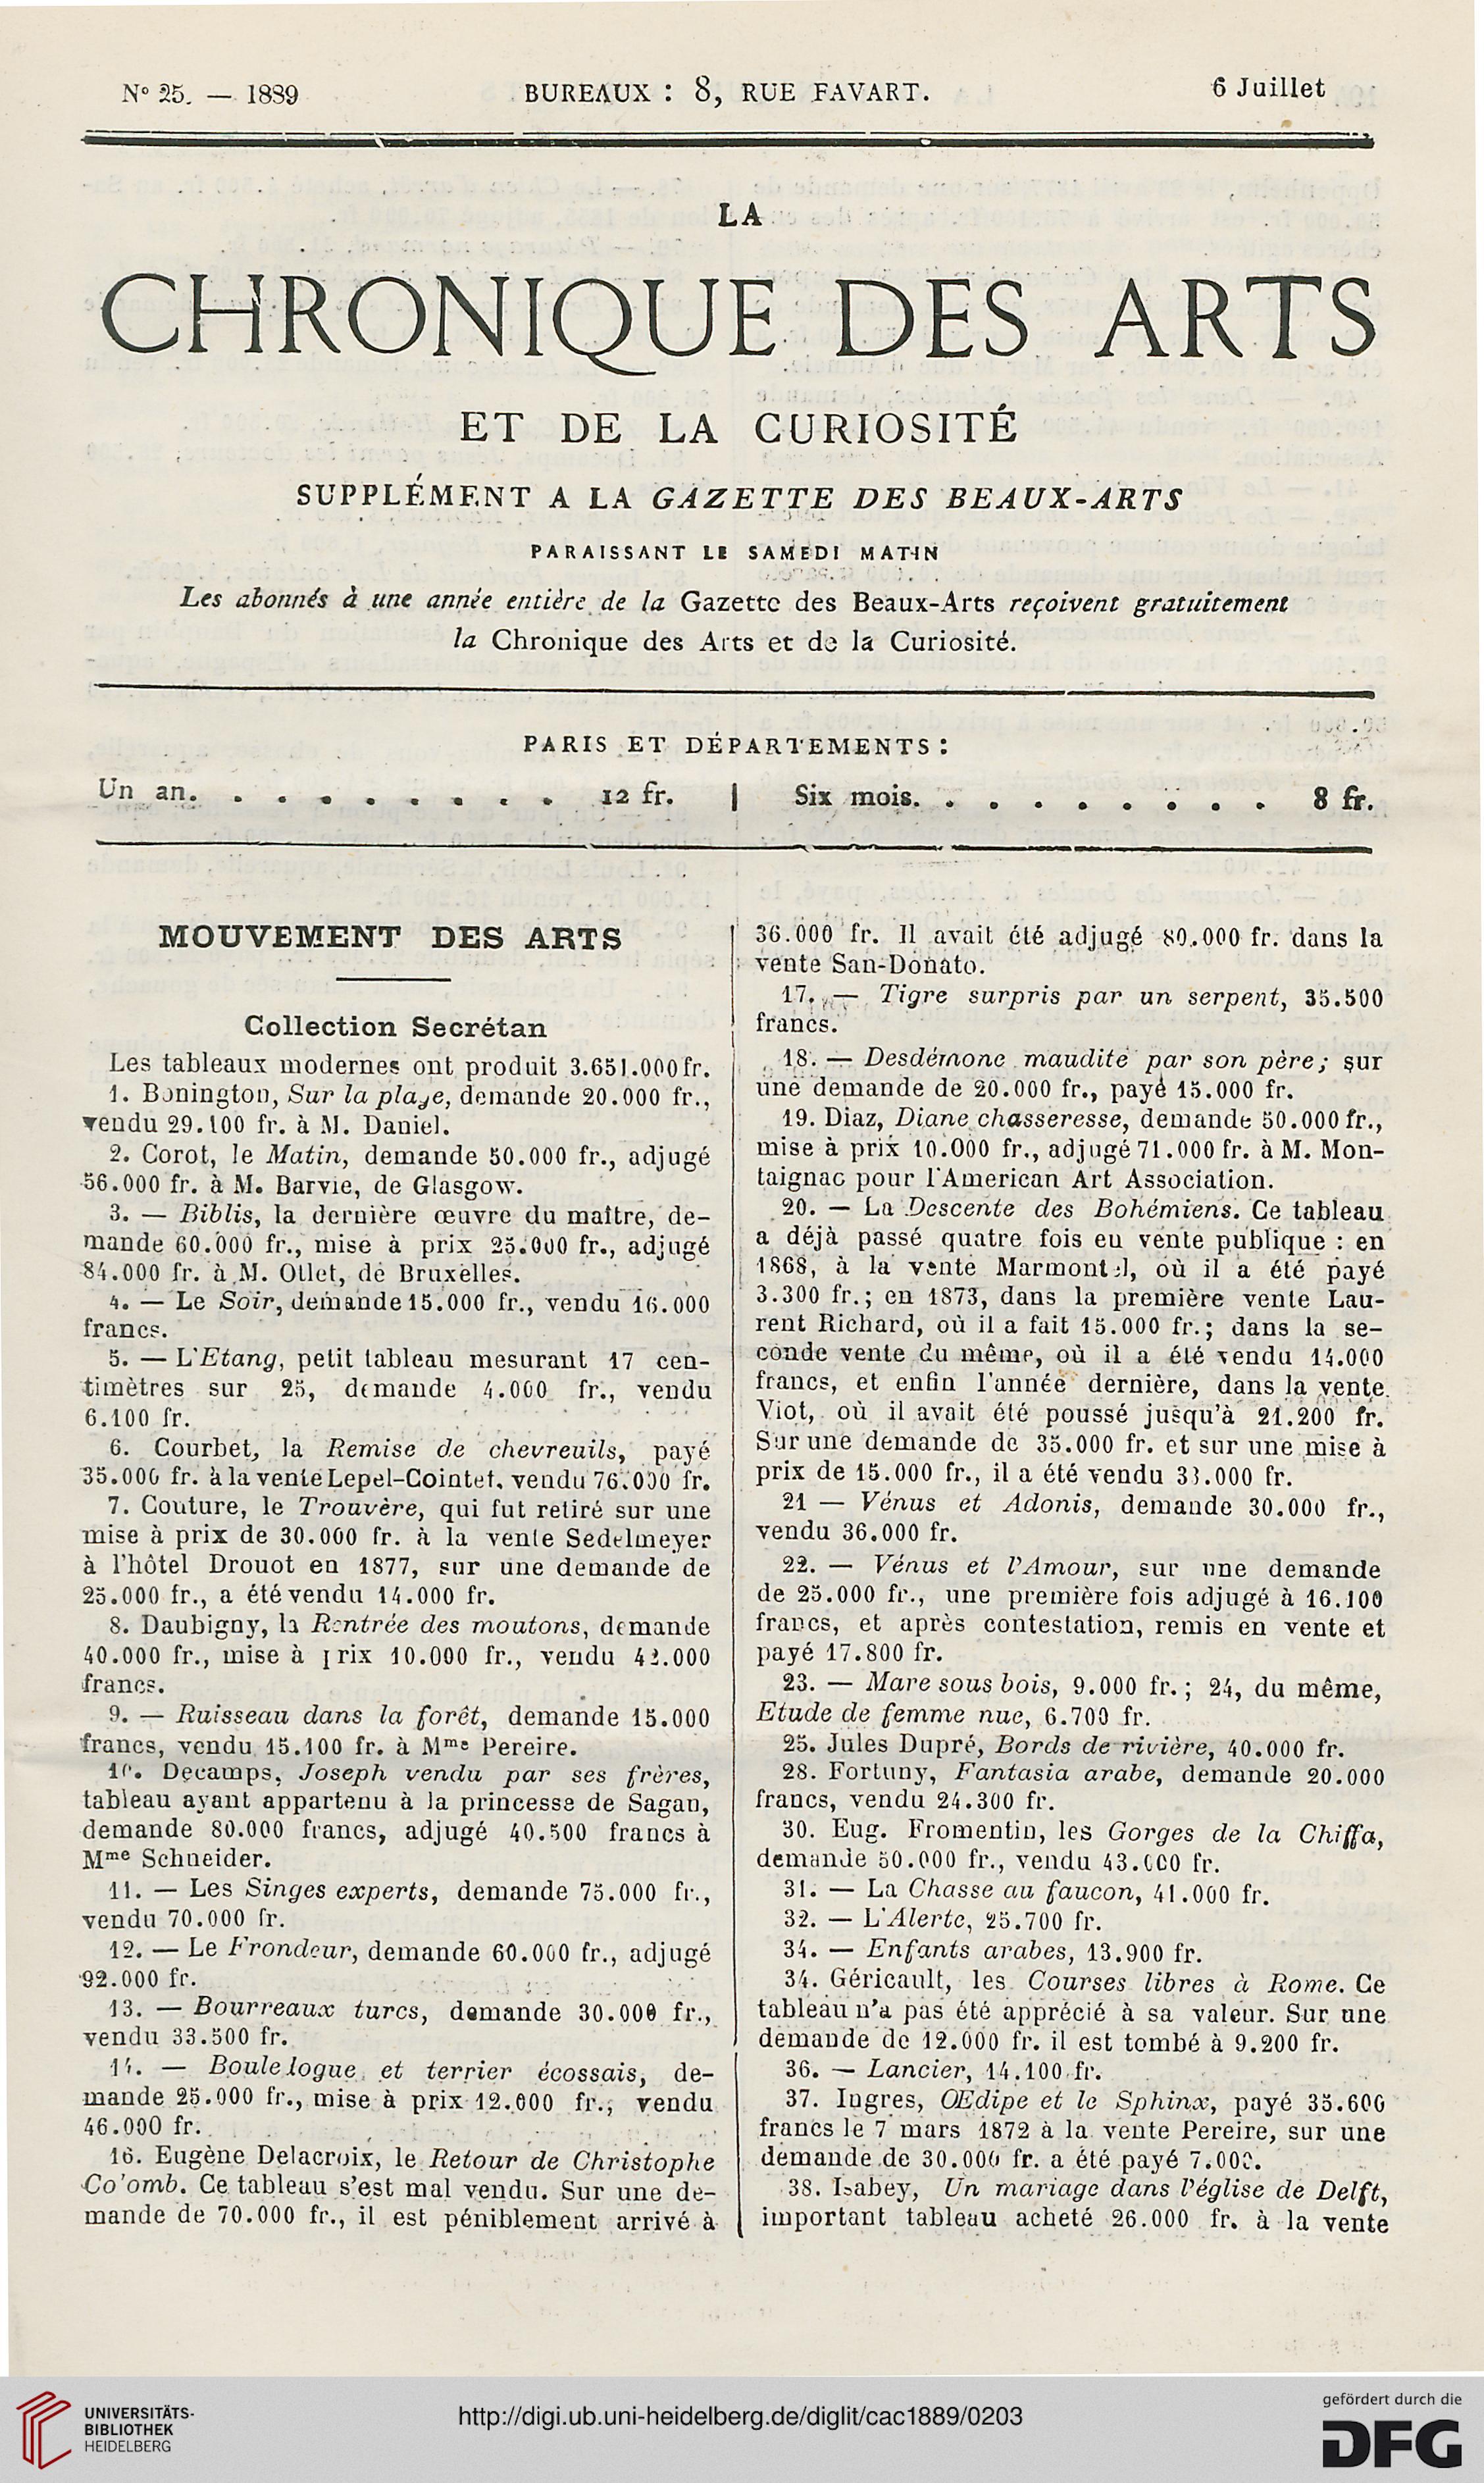 N° 25. — 1889
BUREAUX : 8, RUE FAVART.
6 Juillet
LA
CHRONIQUE DES ARTS
ET DE LA CURIOSITÉ
SUPPLÉMENT A LA GAZETTE DES BEAUX-ARTS
PARAISSANT LE SAMEDI MATIN
Les abonnés à une année entière de la Gazette des Beaux-Arts reçoivent gratuitement
la Chronique des Arts et de la Curiosité.
PARIS ET DÉPARTEMENTS :
Un an. . . . . . . . . 12 fr. | Six mois. . . . . . . . . 8 fr.
MOUVEMENT DES ARTS
Collection Secrétan
Les tableaux modernes ont produit 3.651.000 fr.
1. Bonington, Sur la plage, demande 20.000 fr.,
vendu 29.100 fr. à M. Daniel.
2. Corot, le Matin, demande 50.000 fr., adjugé
56.000 fr. à M. Barvie, de Glasgow.
3. — Biblis, la dernière œuvre du maître, de-
mande 60.000 fr., mise à prix 25.000 fr., adjugé
84.000 fr. à M. Ollet, de Bruxelles.
4. — Le Soir, demande 15.000 fr., vendu 16.000
francs.
5. — L'Etang, petit tableau mesurant 17 cen-
timètres sur 25, demande 4.000 fr., vendu
6.100 fr.
6. Courbet, la Remise de chevreuils, payé
35.000 fr. à la vente Lepel-Cointet, vendu 76.000 fr.
7. Couture, le Trouvère, qui fut retiré sur une
mise à prix de 30.000 fr. à la vente Sedelmeyer
à l'hôtel Drouot en 1877, sur une demande de
25.000 fr., a été vendu 14.000 fr.
8. Daubigny, la Rentrée des moutons, demande
40.000 fr., mise à prix 10.000 fr., vendu 42.000
francs.
9. — Ruisseau dans la forêt, demande 15.000
francs, vendu 15.100 fr. à Mme Pereire.
10. Decamps, Joseph vendu par ses frères,
tableau ayant appartenu à la princesse de Sagan,
demande 80.000 francs, adjugé 40.500 francs à
Mme Schneider.
11. — Les Singes experts, demande 75.000 fr.,
vendu 70.000 fr.
12. — Le Frondeur, demande 60.000 fr., adjugé
92.000 fr.
13. — Bourreaux turcs, demande 30.000 fr.,
vendu 33.500 fr.
14. — Bouledogue et terrier écossais, de-
mande 25.000 fr., mise à prix 12.000 fr., vendu
46.000 fr.
16. Eugène Delacroix, le Retour de Christophe
Colomb. Ce tableau s'est mal vendu. Sur une de-
mande de 70.000 fr., il est péniblement arrivé à
36.000 fr. Il avait été adjugé 80.000 fr. dans la
vente San-Donato.
17. — Tigre surpris par un serpent, 35.500
francs.
18. — Desdémone maudite par son père; sur
une demande de 20.000 fr., payé 15.000 fr.
19. Diaz, Diane chasseresse, demande 50.000 fr.,
mise à prix 10.000 fr., adjugé 71.000 fr. à M. Mon-
taignac pour l'American Art Association.
20. — La Descente des Bohémiens. Ce tableau
a déjà passé quatre fois en vente publique : en
1868, à la vente Marmontel, où il a été payé
3.300 fr.; en 1873, dans la première vente Lau-
rent Richard, où il a fait 15.000 fr.; dans la se-
conde vente du même, où il a été vendu 14.000
francs, et enfin l'année dernière, dans la vente
Viot, où il avait été poussé jusqu'à 21.200 fr.
Sur une demande de 35.000 fr. et sur une mise à
prix de 15.000 fr., il a été vendu 33.000 fr.
21 — Vénus et Adonis, demande 30.000 fr.,
vendu 36.000 fr.
22. — Vénus et l'Amour, sur une demande
de 25.000 fr., une première fois adjugé à 16.100
francs, et après contestation, remis en vente et
payé 17.800 fr.
23. — Mare sous bois, 9.000 fr.; 24, du même,
Etude de femme nue, 6.700 fr.
25. Jules Dupré, Bords de rivière, 40.000 fr.
28. Fortuny, Fantasia arabe, demande 20.000
francs, vendu 24.300 fr.
30. Eug. Fromentin, les Gorges de la Chiffa,
demande 50.000 fr., vendu 43.000 fr.
31. — La Chasse au faucon, 41.000 fr.
32. — L'Alerte, 25.700 fr.
34. — Enfants arabes, 13.900 fr.
34. Géricault, les Courses libres à Rome. Ce
tableau n'a pas été apprécié à sa valeur. Sur une
demande de 12.000 fr. il est tombé à 9.200 fr.
36. — Lancier, 14.100 fr.
37. Ingres, Œdipe et le Sphinx, payé 35.600
francs le 7 mars 1872 à la vente Pereire, sur une
demande de 30.000 fr. a été payé 7.000.
38. Isabey, Un mariage dans l'église de Delft,
important tableau acheté 26.000 fr. à la vente
UNIVERSITÄTS-
BIBLIOTHEK
HEIDELBERG
http://digi.ub.uni-heidelberg.de/diglit/cac1889/0203
gefördert durch die
DFG